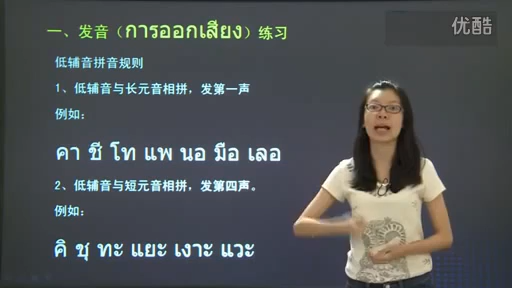 一、发音（การออกเสียง）练习
优酷
低辅音拼音规则
1、低辅音与长元音相拼，发第一声
例如：
คา ชี โท แพ นอ มือ เลอ
2、低辅音与短元音相拼，发第四声。
例如：
คิ ชุ ทะ แยะ เงาะ แวะ